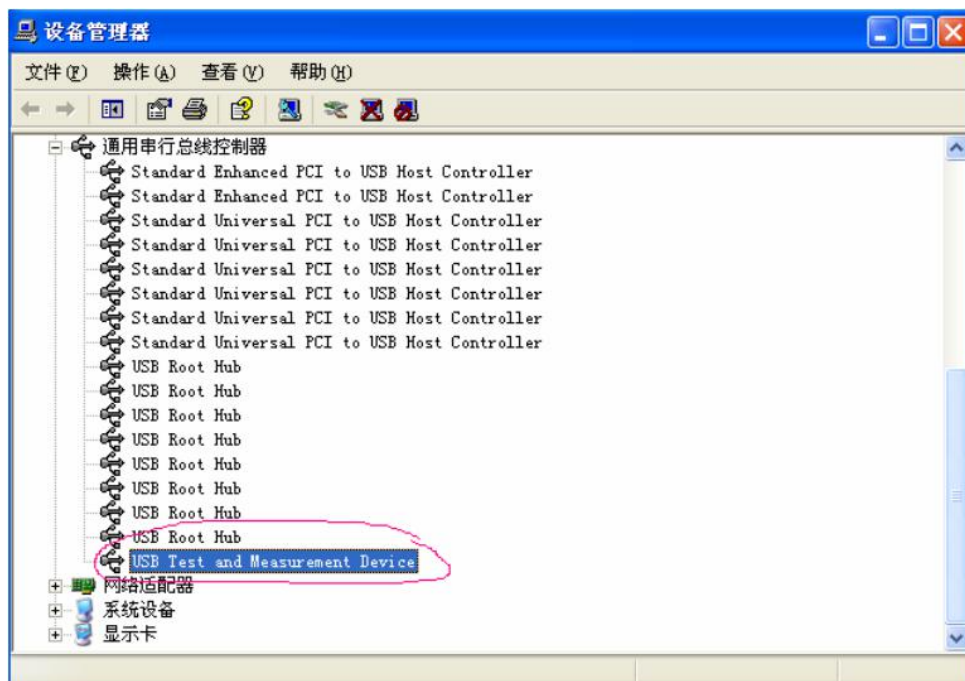 设备管理器
文件(F) 操作(A) 查看(V) 帮助(H)
通用串行总线控制器
Standard Enhanced PCI to USB Host Controller
Standard Enhanced PCI to USB Host Controller
Standard Universal PCI to USB Host Controller
Standard Universal PCI to USB Host Controller
Standard Universal PCI to USB Host Controller
Standard Universal PCI to USB Host Controller
Standard Universal PCI to USB Host Controller
Standard Universal PCI to USB Host Controller
USB Root Hub
USB Root Hub
USB Root Hub
USB Root Hub
USB Root Hub
USB Root Hub
USB Root Hub
USB Root Hub
USB Test and Measurement Device
网络适配器
系统设备
显示卡